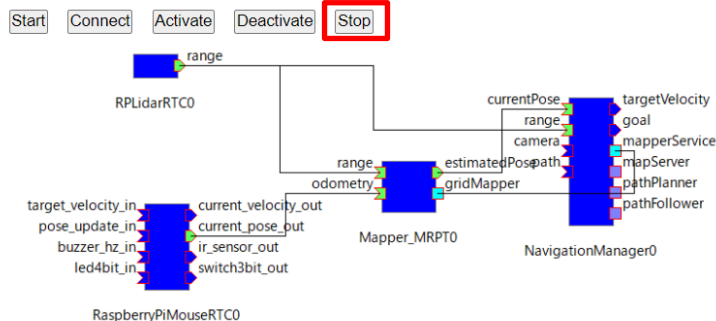 Start Connect Activate Deactivate Stop
range
RPLidarRTC0
currentPose targetVelocity
range goal
camera mapperService
path mapServer
pathPlanner
pathFollower
NavigationManager0
range estimatedPose
odometry gridMapper
Mapper_MRPT0
target_velocity_in current_velocity_out
pose_update_in current_pose_out
buzzer_hz_in ir_sensor_out
led4bit_in switch3bit_out
RaspberryPiMouseRTC0